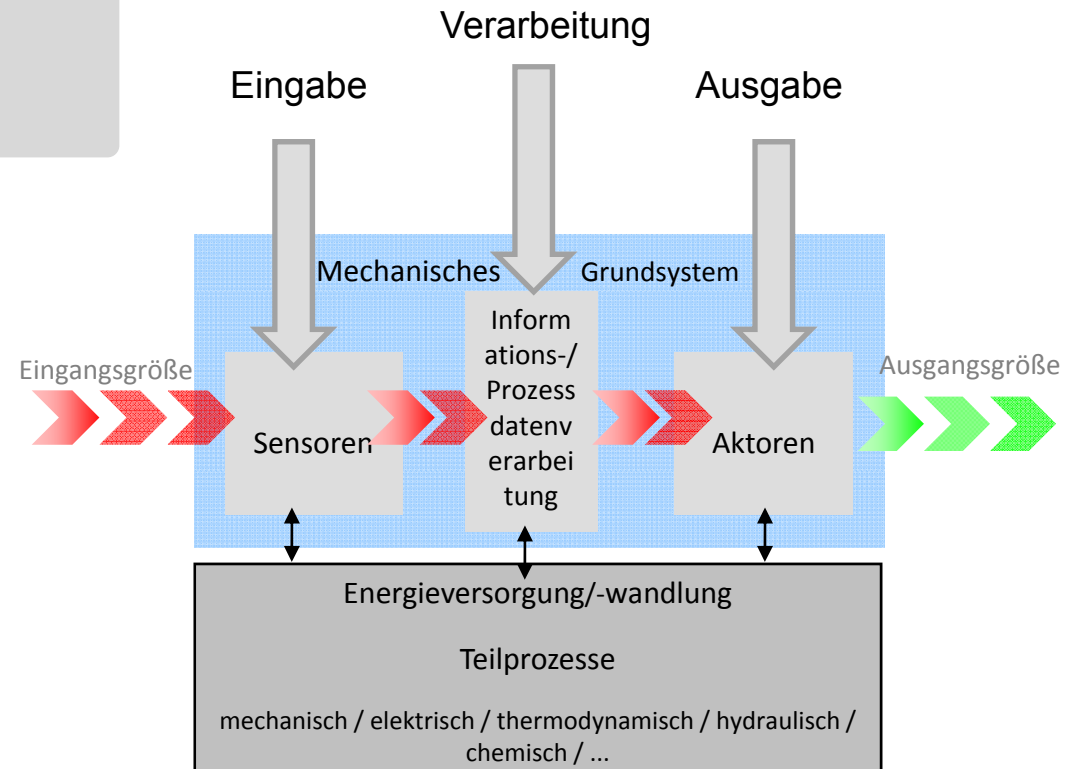 Verarbeitung
Eingabe
Ausgabe
Mechanisches
Grundsystem
Eingangsgröße
Sensoren
Inform
ations-/
Prozess
datenv
erarbei
tung
Aktoren
Ausgangsgröße
Energieversorgung/-wandlung
Teilprozesse
mechanisch / elektrisch / thermodynamisch / hydraulisch /
chemisch / ...